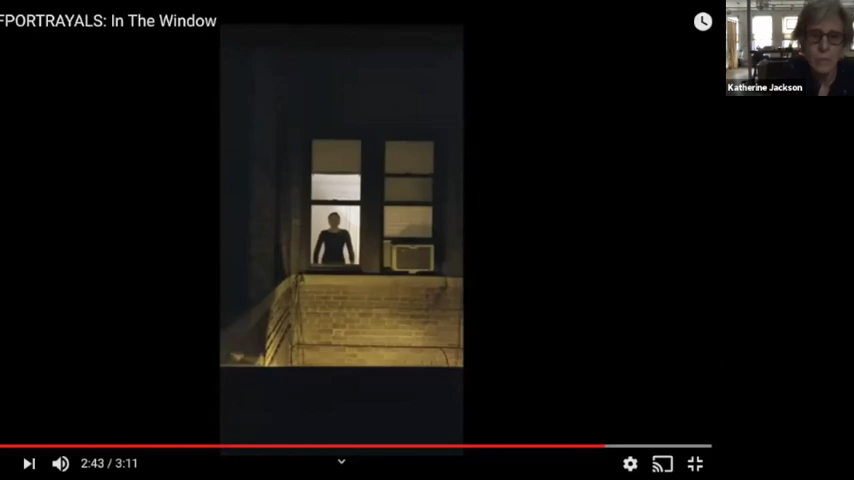 FPORTRAYALS: In The Window
Katherine Jackson
2:43 / 3:11